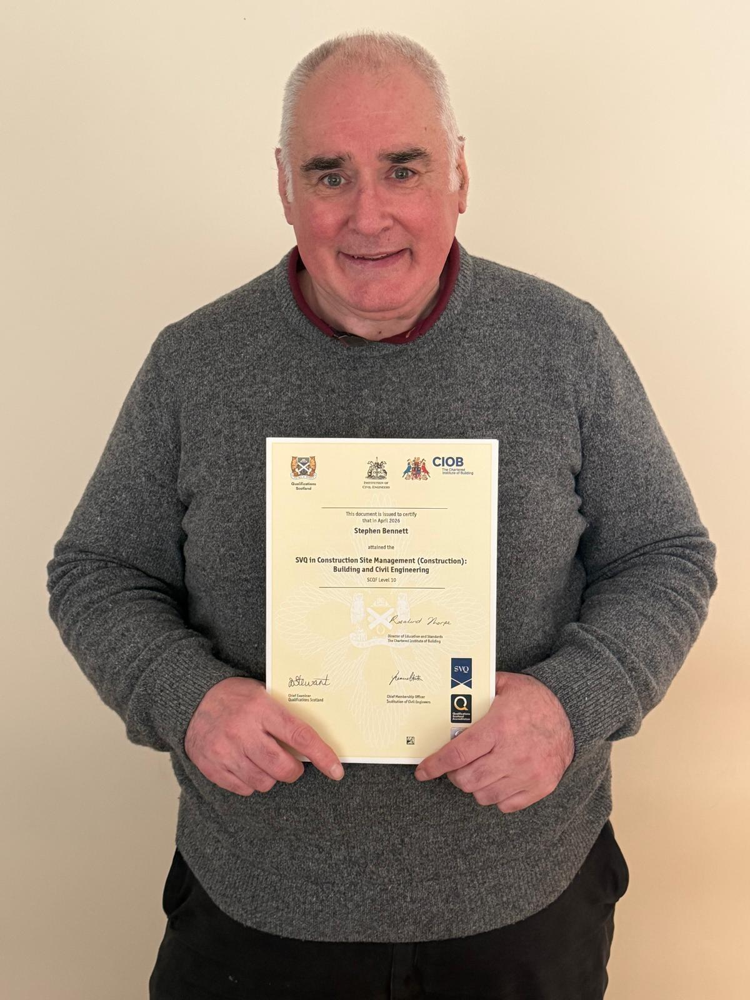 Qualifications
Scotland
INSTITUTION OF
CIVIL ENGINEERS
CIOB
The Chartered
Institute of Building
This document is issued to certify
that in April 2026
Stephen Bennett
attained the
SVQ in Construction Site Management (Construction):
Building and Civil Engineering
SCQF Level 10
Rosalind Thorpe
Director of Education and Standards
The Chartered Institute of Building
SVQ
DStewart
Chief Examiner
Qualifications Scotland
Chief Membership Officer
Institution of Civil Engineers
Qualifications
Scotland
Accreditation